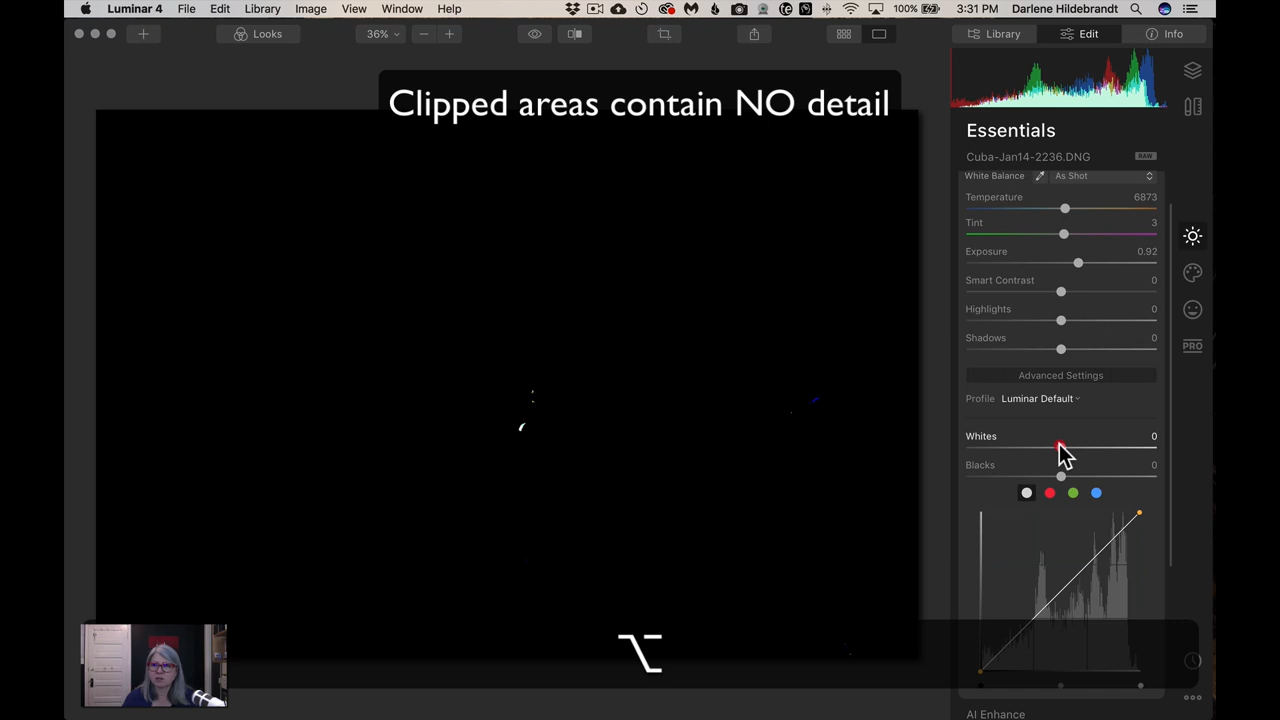 Luminar 4 File Edit Library Image View Window Help 100% 3:31 PM Darlene Hildebrandt
Looks 36% Library Edit Info
Clipped areas contain NO detail
Essentials
Cuba-Jan14-2236.DNG RAW
White Balance As Shot
Temperature 6873
Tint 3
Exposure 0.92
Smart Contrast 0
Highlights 0
Shadows 0
PRO
Advanced Settings
Profile Luminar Default
Whites 0
Blacks 0
⌥
AI Enhance